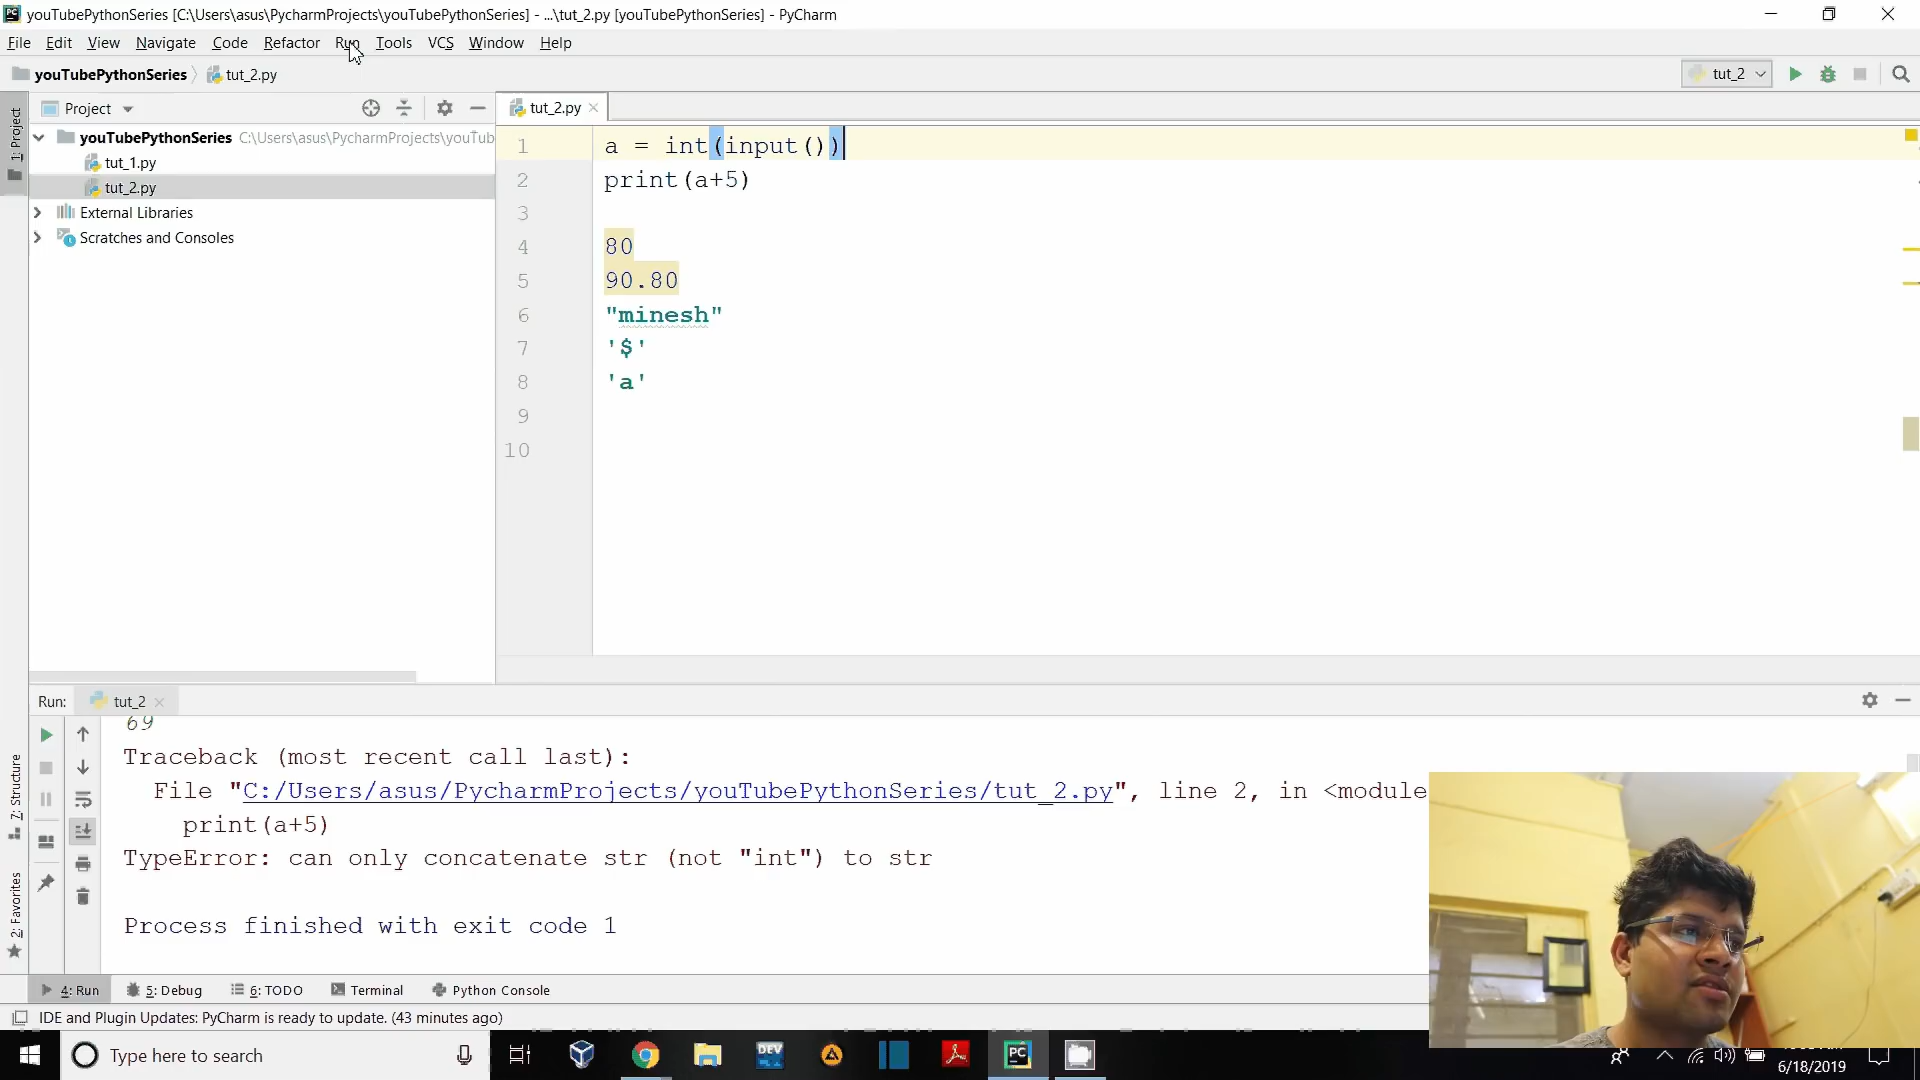 youTubePythonSeries [C:\Users\asus\PycharmProjects\youTubePythonSeries] - ...\tut_2.py [youTubePythonSeries] - PyCharm
File Edit View Navigate Code Refactor Run Tools VCS Window Help
youTubePythonSeries tut_2.py tut_2
Project tut_2.py
1: Project
youTubePythonSeries C:\Users\asus\PycharmProjects\youTub
tut_1.py
tut_2.py
External Libraries
Scratches and Consoles
1 a = int(input())
2 print(a+5)
3
4 80
5 90.80
6 "minesh"
7 '$'
8 'a'
9
10
Run: tut_2
69
Traceback (most recent call last):
File "C:/Users/asus/PycharmProjects/youTubePythonSeries/tut_2.py", line 2, in <module
print(a+5)
TypeError: can only concatenate str (not "int") to str
Process finished with exit code 1
7: Structure
2: Favorites
4: Run 5: Debug 6: TODO Terminal Python Console
IDE and Plugin Updates: PyCharm is ready to update. (43 minutes ago)
Type here to search
DEV
PC
6/18/2019